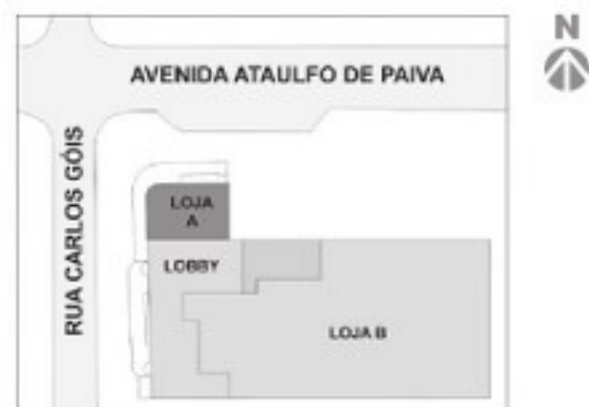 N
AVENIDA ATAULFO DE PAIVA
RUA CARLOS GÓIS
LOJA
A
LOBBY
LOJA B